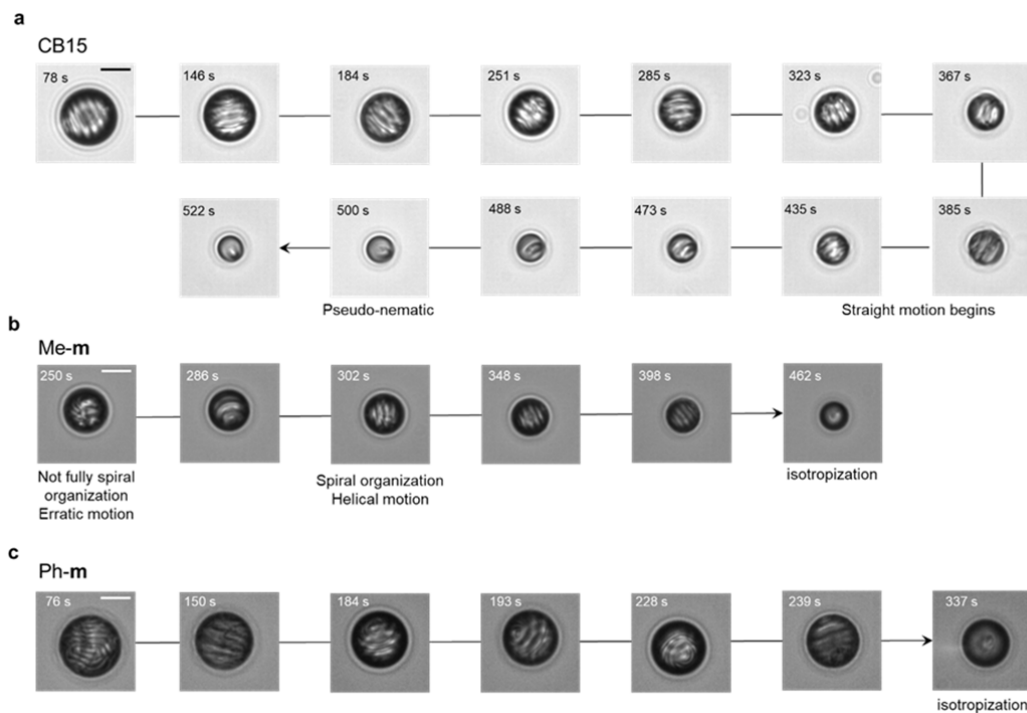 a
CB15
78 s
146 s
184 s
251 s
285 s
323 s
367 s
522 s
500 s
488 s
473 s
435 s
385 s
Pseudo-nematic
Straight motion begins
b
Me-m
250 s
286 s
302 s
348 s
398 s
462 s
Not fully spiral
organization
Erratic motion
Spiral organization
Helical motion
isotropization
c
Ph-m
76 s
150 s
184 s
193 s
228 s
239 s
337 s
isotropization